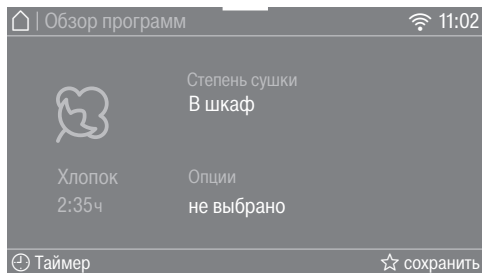 | Обзор программ 11:02
Степень сушки
В шкаф
Хлопок
2:35ч
Опции
не выбрано
Таймер
сохранить